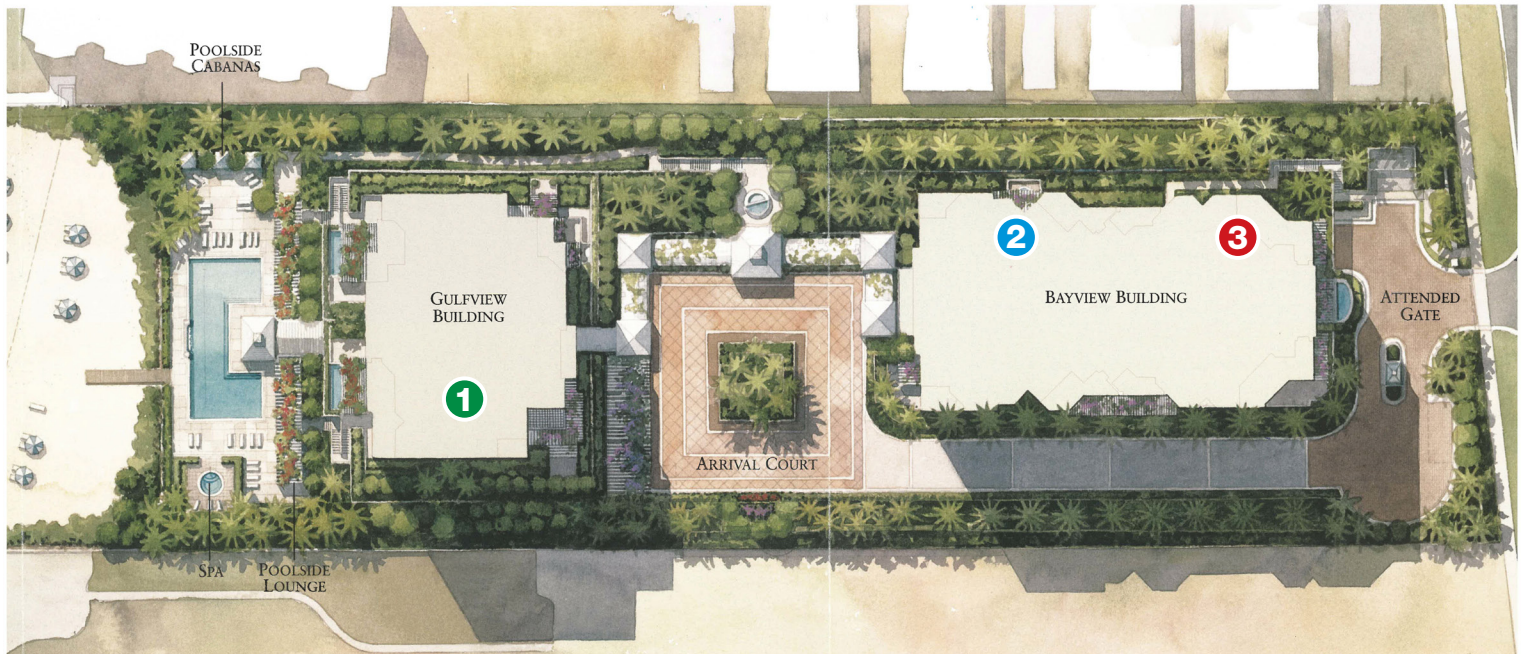 POOLSIDE
CABANAS
GULFVIEW
BUILDING
1
2
3
BAYVIEW BUILDING
ATTENDED
GATE
ARRIVAL COURT
SPA
POOLSIDE
LOUNGE